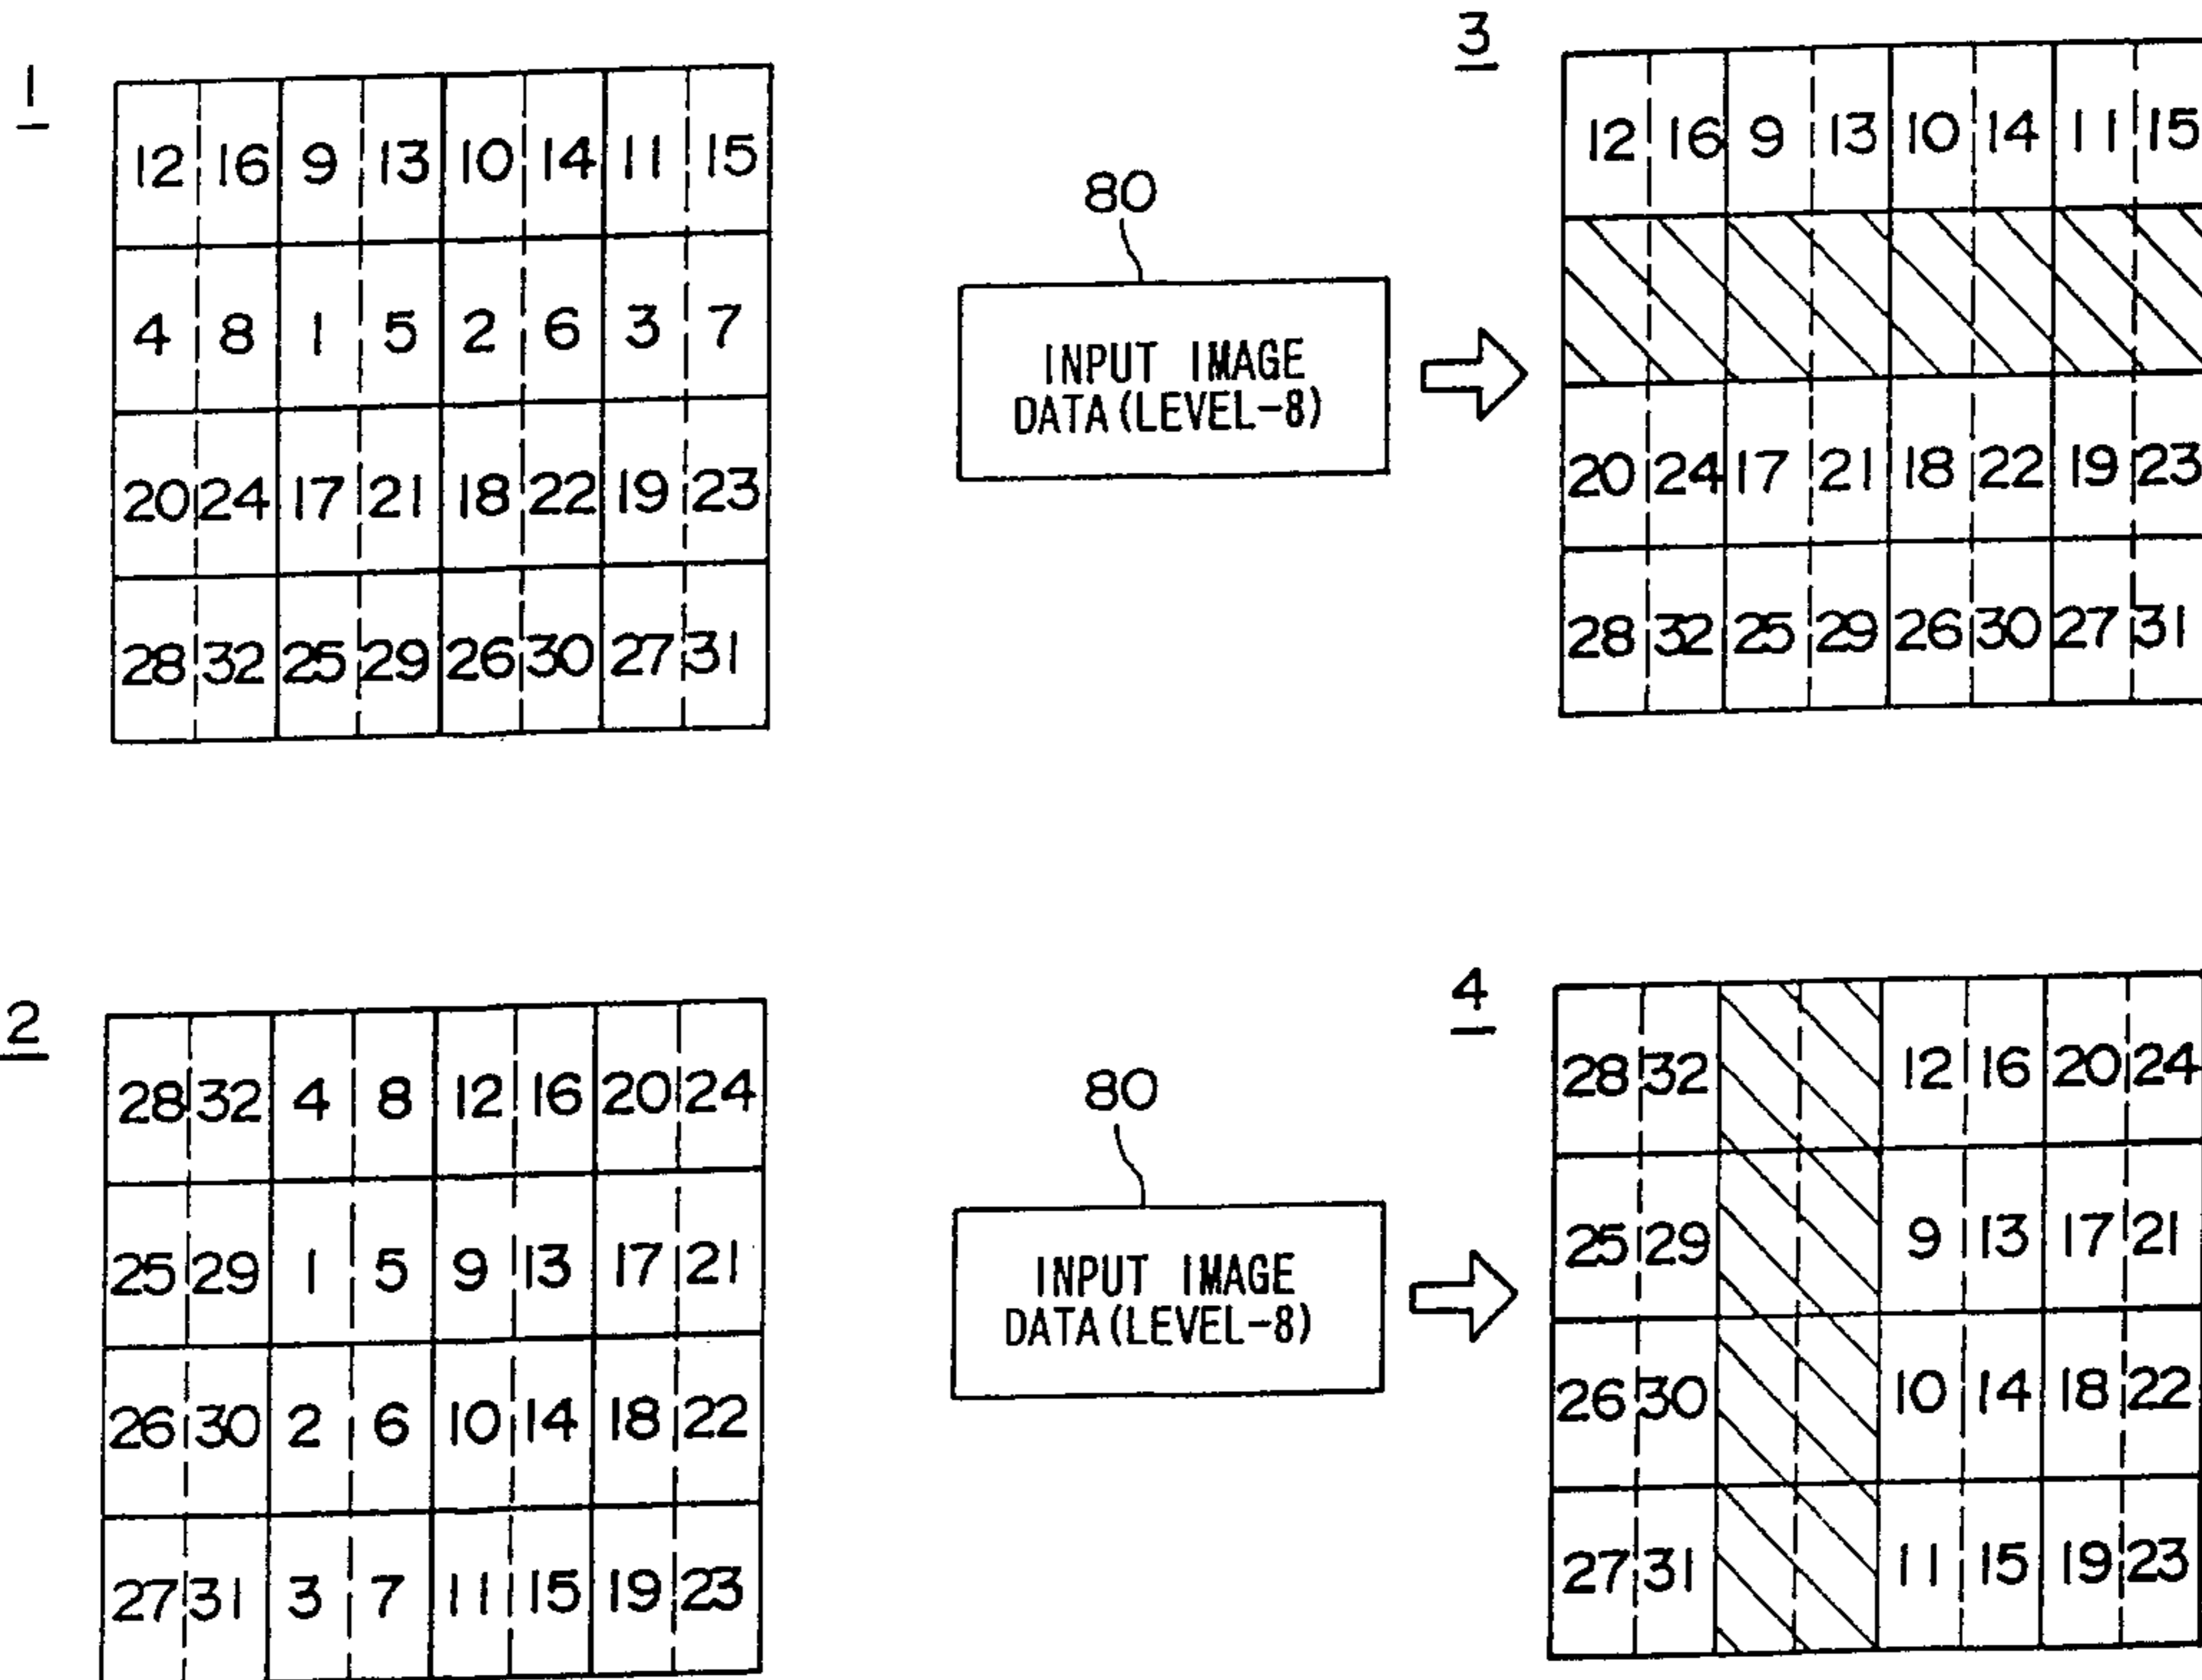 1
12 16 9 13 10 14 11 15
4 8 1 5 2 6 3 7
20 24 17 21 18 22 19 23
28 32 25 29 26 30 27 31
80
INPUT IMAGE
DATA(LEVEL-8)
3
12 16 9 13 10 14 11 15
20 24 17 21 18 22 19 23
28 32 25 29 26 30 27 31
2
28 32 4 8 12 16 20 24
25 29 1 5 9 13 17 21
26 30 2 6 10 14 18 22
27 31 3 7 11 15 19 23
80
INPUT IMAGE
DATA(LEVEL-8)
4
28 32 12 16 20 24
25 29 9 13 17 21
26 30 10 14 18 22
27 31 11 15 19 23